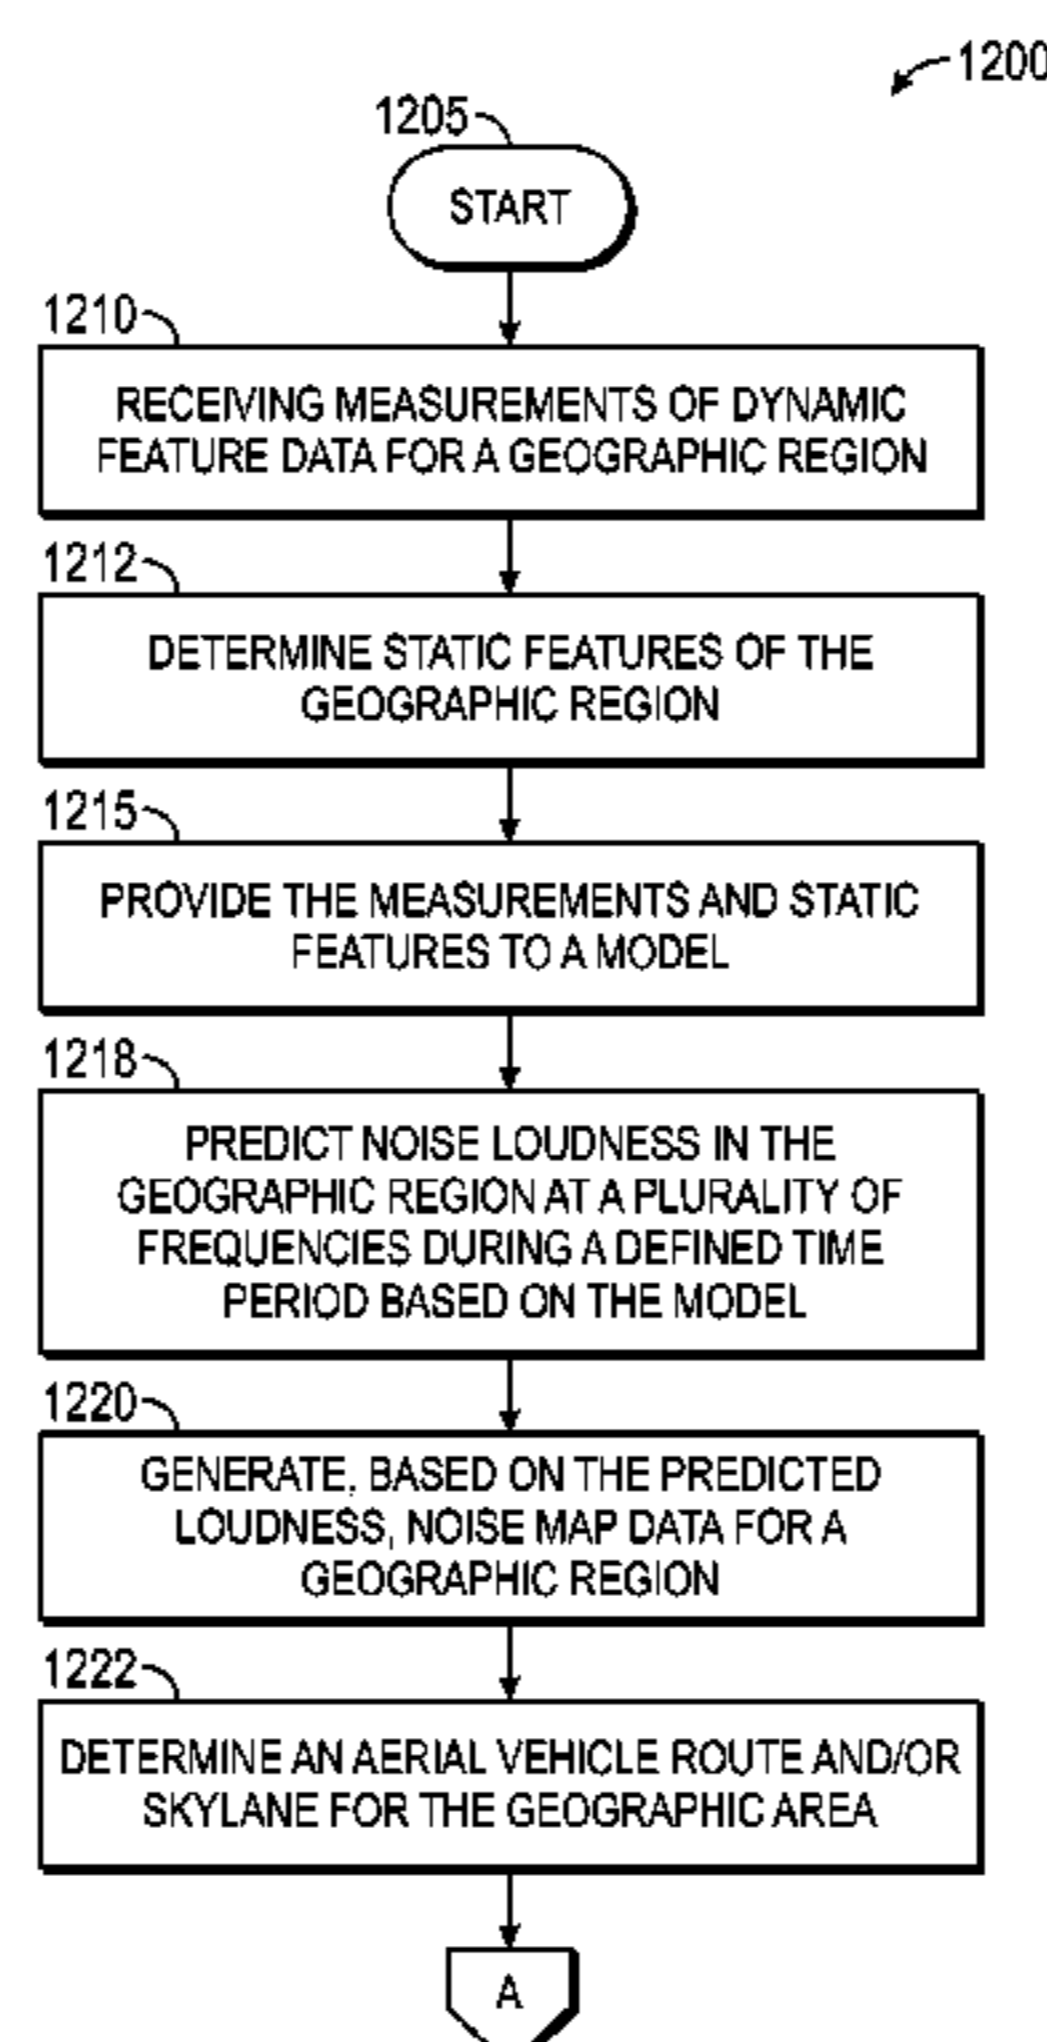 1200
1205
START
1210
RECEIVING MEASUREMENTS OF DYNAMIC
FEATURE DATA FOR A GEOGRAPHIC REGION
1212
DETERMINE STATIC FEATURES OF THE
GEOGRAPHIC REGION
1215
PROVIDE THE MEASUREMENTS AND STATIC
FEATURES TO A MODEL
1218
PREDICT NOISE LOUDNESS IN THE
GEOGRAPHIC REGION AT A PLURALITY OF
FREQUENCIES DURING A DEFINED TIME
PERIOD BASED ON THE MODEL
1220
GENERATE, BASED ON THE PREDICTED
LOUDNESS, NOISE MAP DATA FOR A
GEOGRAPHIC REGION
1222
DETERMINE AN AERIAL VEHICLE ROUTE AND/OR
SKYLANE FOR THE GEOGRAPHIC AREA
A